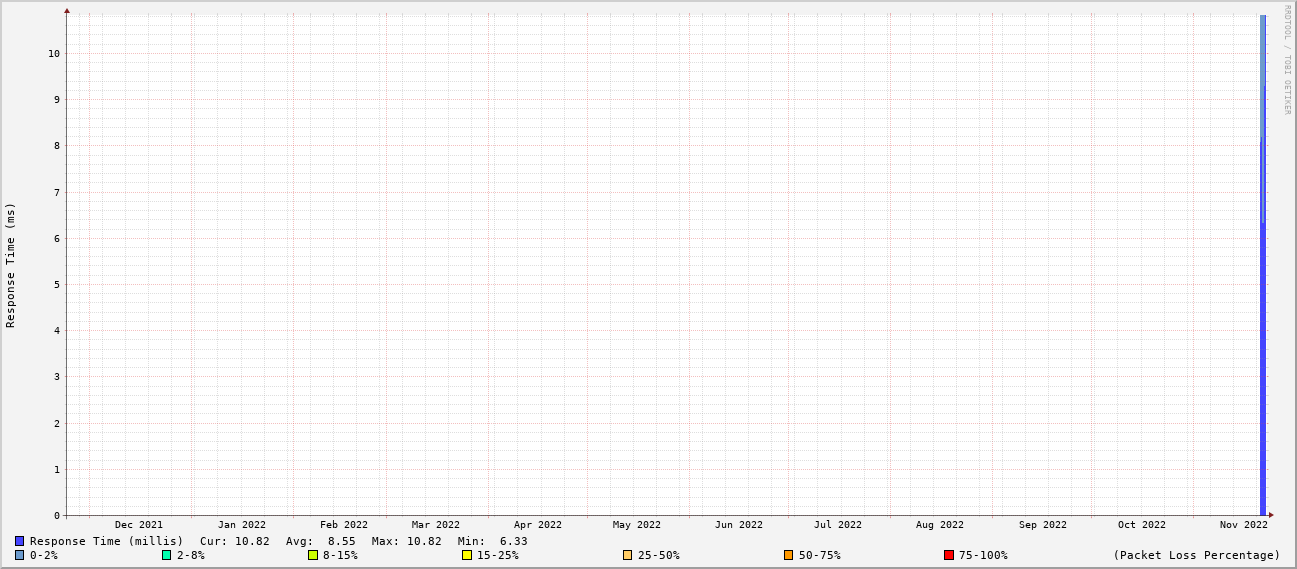 RRDTOOL / TOBI OETIKER
Response Time (ms)
10
9
8
7
6
5
4
3
2
1
0
Dec 2021 Jan 2022 Feb 2022 Mar 2022 Apr 2022 May 2022 Jun 2022 Jul 2022 Aug 2022 Sep 2022 Oct 2022 Nov 2022
Response Time (millis) Cur: 10.82 Avg: 8.55 Max: 10.82 Min: 6.33
0-2% 2-8% 8-15% 15-25% 25-50% 50-75% 75-100% (Packet Loss Percentage)